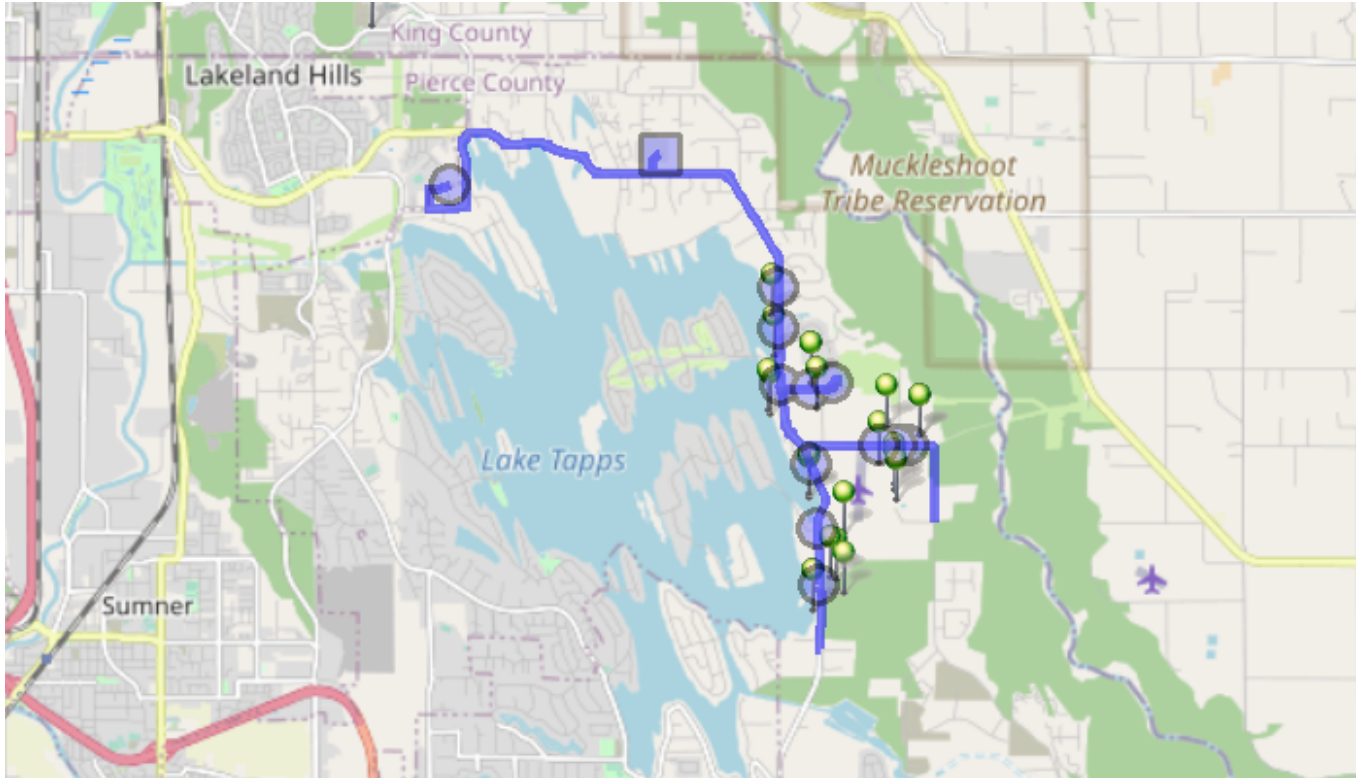 King County
Lakeland Hills
Pierce County
Muckleshoot
Tribe Reservation
Lake Tapps
Sumner